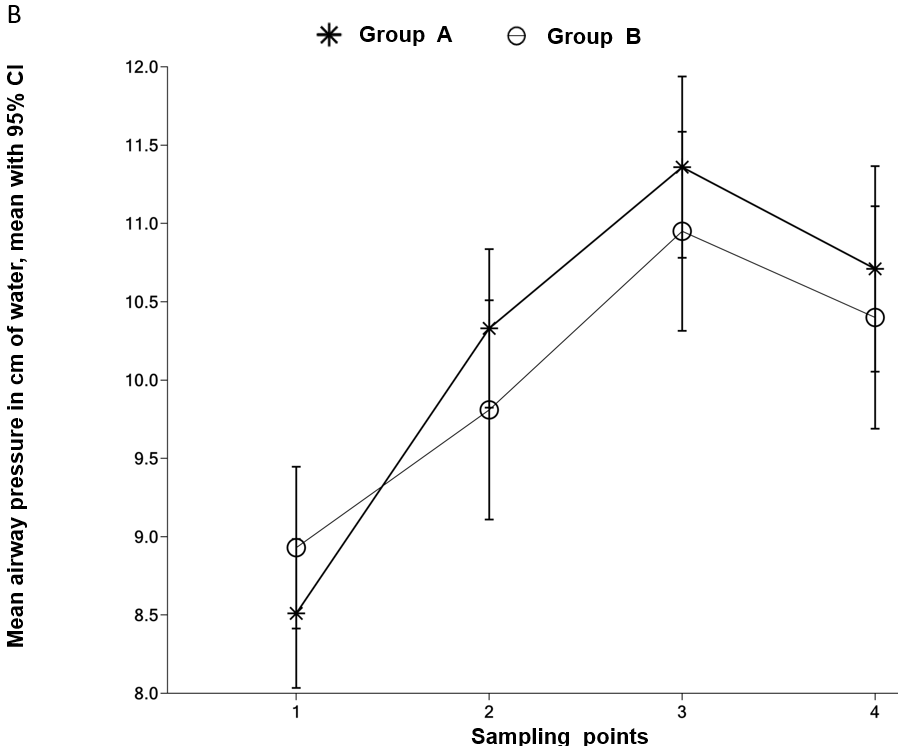 B
Group A
Group B
Mean airway pressure in cm of water, mean with 95% CI
12.0
11.5
11.0
10.5
10.0
9.5
9.0
8.5
8.0
1 2 3 4
Sampling points